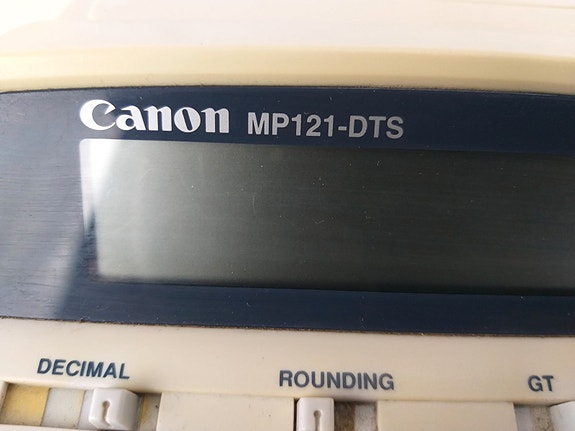 Canon MP121-DTS
DECIMAL ROUNDING GT